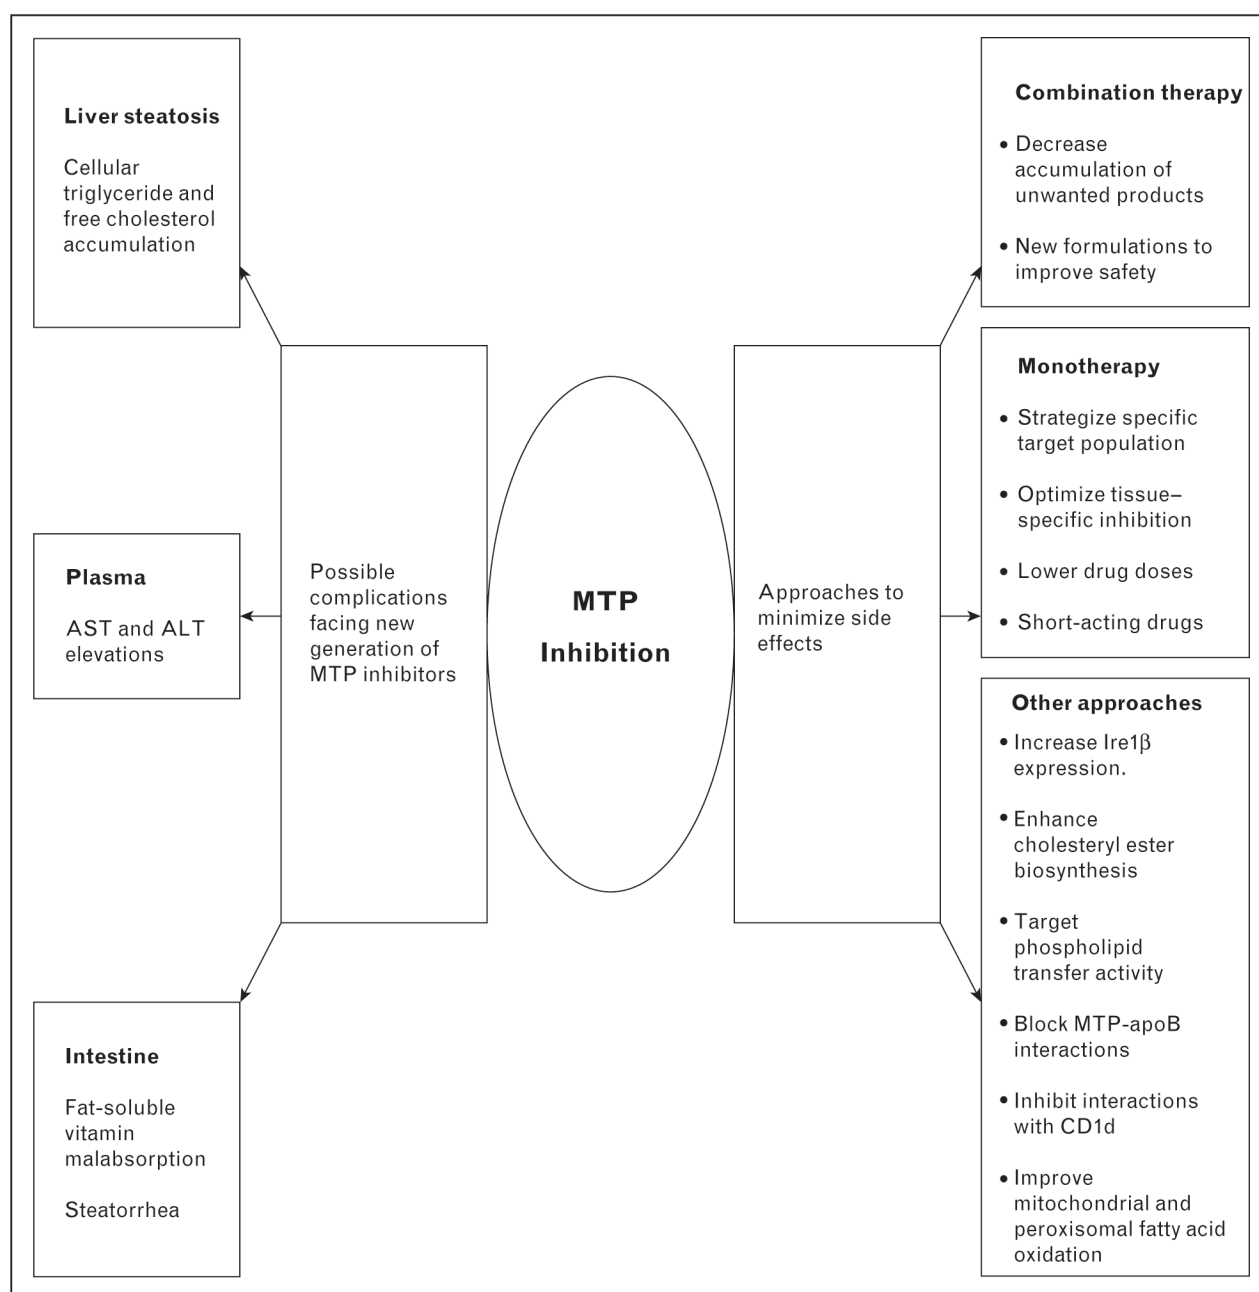 Liver steatosis
Cellular
triglyceride and
free cholesterol
accumulation
Plasma
AST and ALT
elevations
Intestine
Fat-soluble
vitamin
malabsorption
Steatorrhea
Possible
complications
facing new
generation of
MTP inhibitors
MTP
Inhibition
Approaches to
minimize side
effects
Combination therapy
• Decrease
accumulation of
unwanted products
• New formulations to
improve safety
Monotherapy
• Strategize specific
target population
• Optimize tissue–
specific inhibition
• Lower drug doses
• Short-acting drugs
Other approaches
• Increase Ire1β
expression.
• Enhance
cholesteryl ester
biosynthesis
• Target
phospholipid
transfer activity
• Block MTP-apoB
interactions
• Inhibit interactions
with CD1d
• Improve
mitochondrial and
peroxisomal fatty acid
oxidation